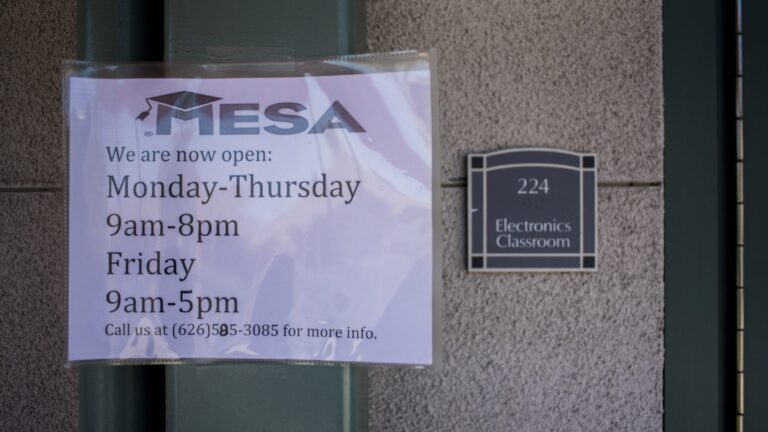 ®MESA
We are now open:
Monday-Thursday
9am-8pm
Friday
9am-5pm
Call us at (626)585-3085 for more info.
224
Electronics
Classroom